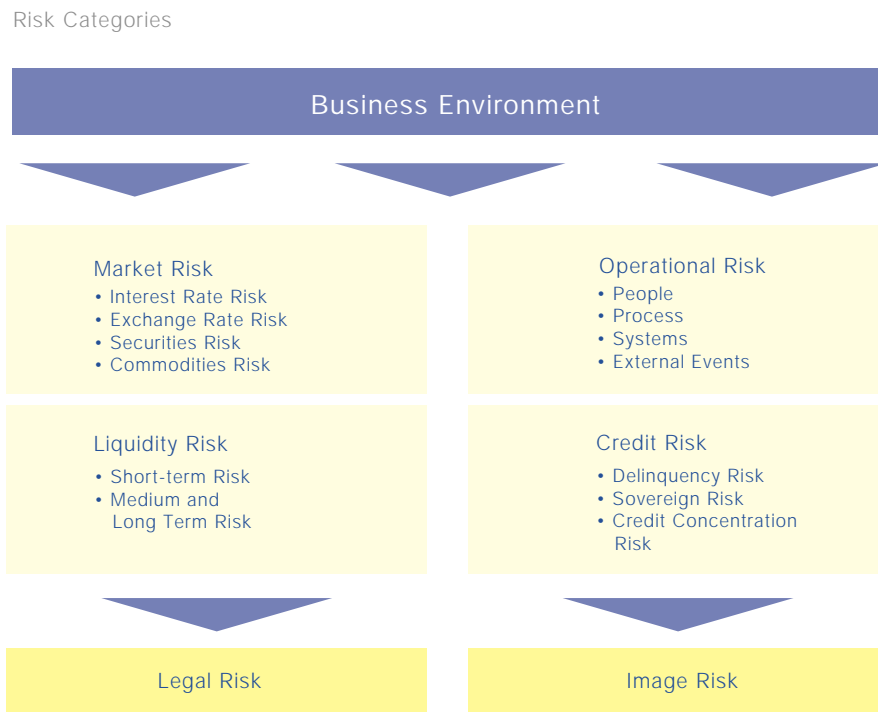 Risk Categories
Business Environment
Market Risk
• Interest Rate Risk
• Exchange Rate Risk
• Securities Risk
• Commodities Risk
Operational Risk
• People
• Process
• Systems
• External Events
Liquidity Risk
• Short-term Risk
• Medium and
Long Term Risk
Credit Risk
• Delinquency Risk
• Sovereign Risk
• Credit Concentration
Risk
Legal Risk
Image Risk